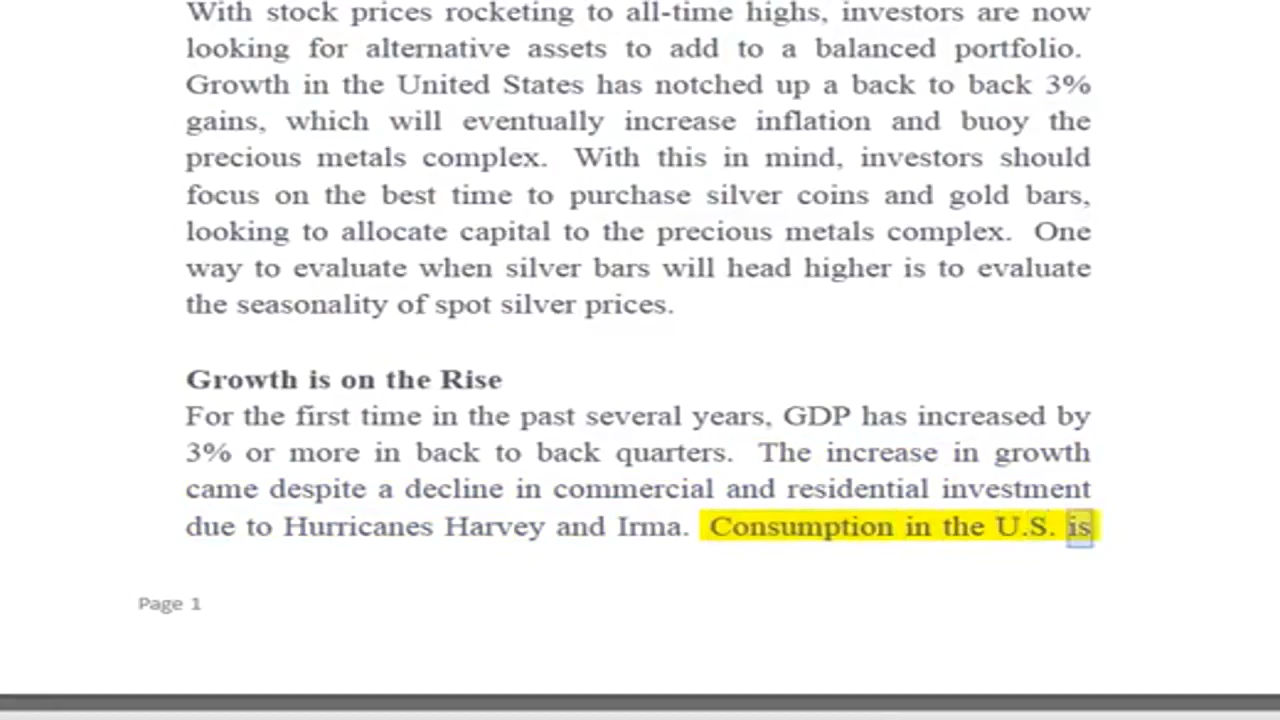 With stock prices rocketing to all-time highs, investors are now
looking for alternative assets to add to a balanced portfolio.
Growth in the United States has notched up a back to back 3%
gains, which will eventually increase inflation and buoy the
precious metals complex. With this in mind, investors should
focus on the best time to purchase silver coins and gold bars,
looking to allocate capital to the precious metals complex. One
way to evaluate when silver bars will head higher is to evaluate
the seasonality of spot silver prices.
Growth is on the Rise
For the first time in the past several years, GDP has increased by
3% or more in back to back quarters. The increase in growth
came despite a decline in commercial and residential investment
due to Hurricanes Harvey and Irma. Consumption in the U.S. is
Page 1